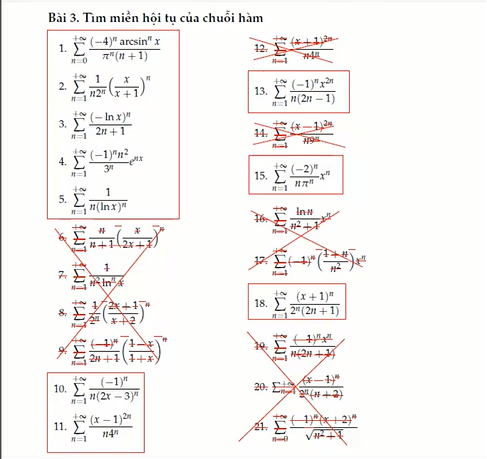 Bài 3. Tìm miền hội tụ của chuỗi hàm
1. \sum_{n=0}^{+\infty} \frac{(-4)^n \arcsin^n x}{\pi^n(n+1)}
2. \sum_{n=1}^{+\infty} \frac{1}{n2^n} \left(\frac{x}{x+1}\right)^n
3. \sum_{n=1}^{+\infty} \frac{(-\ln x)^n}{2n+1}
4. \sum_{n=1}^{+\infty} \frac{(-1)^n n^2}{3^n} e^{nx}
5. \sum_{n=1}^{+\infty} \frac{1}{n(\ln x)^n}
6. \sum_{n=1}^{+\infty} \frac{n}{n+1} \left(\frac{x}{2x+1}\right)^n
7. \sum_{n=1}^{+\infty} \frac{1}{n^2 \ln^n x}
8. \sum_{n=1}^{+\infty} \frac{1}{2^n} \left(\frac{2x+1}{x+2}\right)^n
9. \sum_{n=1}^{+\infty} \frac{(-1)^n}{2n+1} \left(\frac{1-x}{1+x}\right)^n
10. \sum_{n=1}^{+\infty} \frac{(-1)^n}{n(2x-3)^n}
11. \sum_{n=1}^{+\infty} \frac{(x-1)^{2n}}{n4^n}
12. \sum_{n=1}^{+\infty} \frac{(x+1)^{2n}}{n4^n}
13. \sum_{n=1}^{+\infty} \frac{(-1)^n x^{2n}}{n(2n-1)}
14. \sum_{n=1}^{+\infty} \frac{(x-1)^{2n}}{n9^n}
15. \sum_{n=1}^{+\infty} \frac{(-2)^n}{n\pi^n} x^n
16. \sum_{n=1}^{+\infty} \frac{\ln n}{n+1} x^n
17. \sum_{n=1}^{+\infty} (-1)^n \left(\frac{1+n}{n^2}\right)^n x^n
18. \sum_{n=1}^{+\infty} \frac{(x+1)^n}{2^n(2n+1)}
19. \sum_{n=1}^{+\infty} \frac{(-1)^n x^n}{n(2n+1)}
20. \sum_{n=1}^{+\infty} \frac{(x-1)^n}{2^n(n+2)}
21. \sum_{n=0}^{+\infty} \frac{(-1)^n(x+2)^n}{\sqrt{n^2+1}}